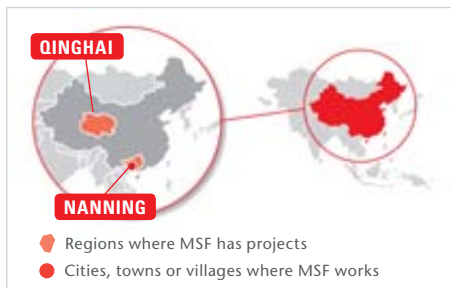 QINGHAI
NANNING
Regions where MSF has projects
Cities, towns or villages where MSF works